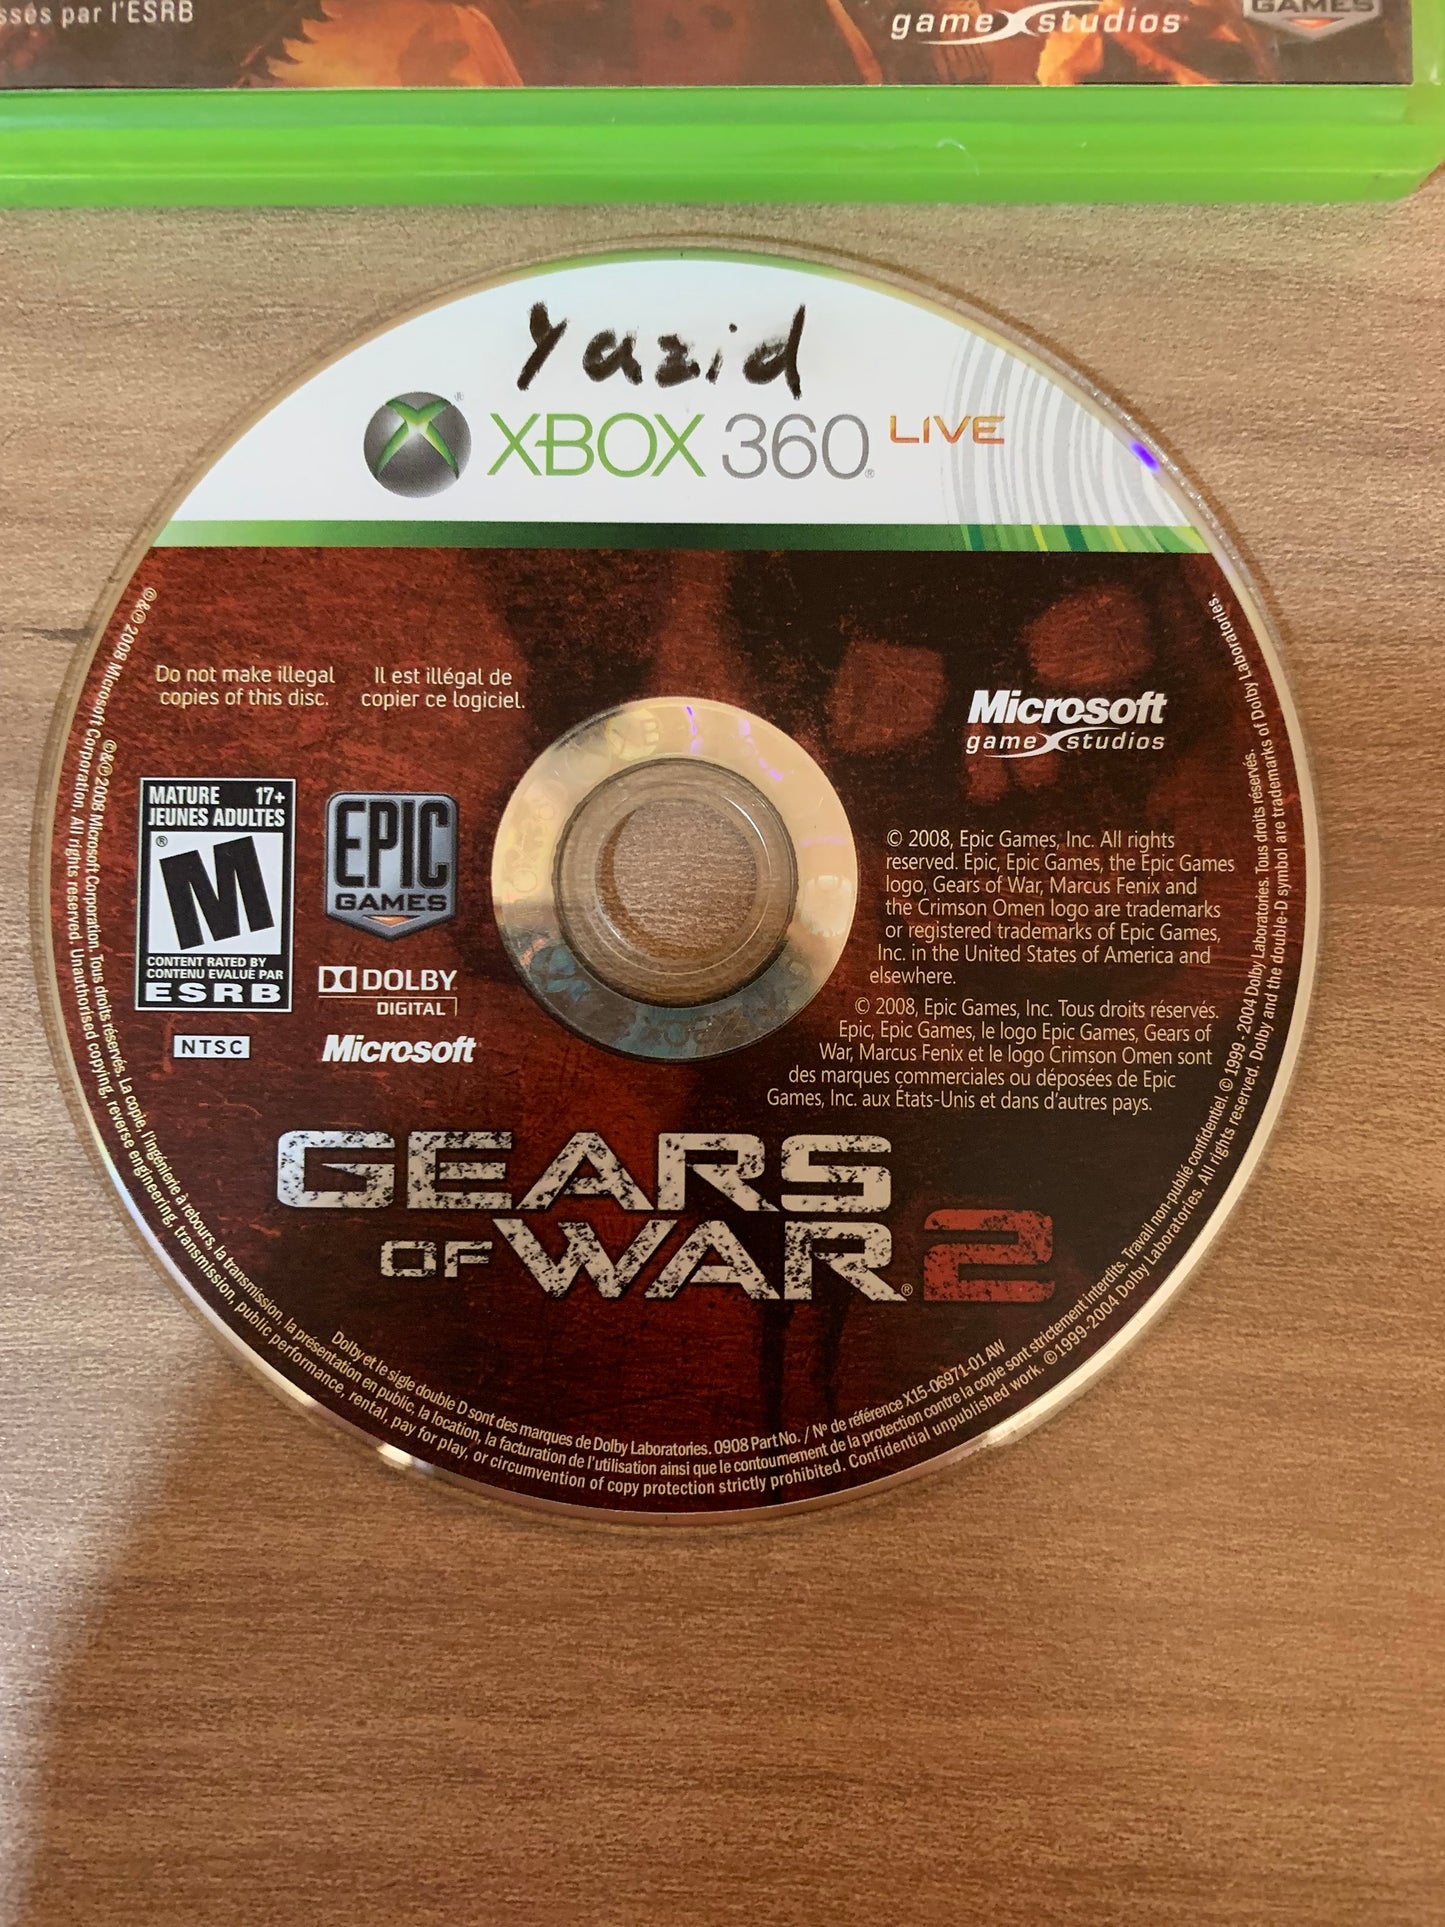 ssés par l'ESRB
game studios
GAMES
Yazid
XBOX 360 LIVE
Do not make illegal
copies of this disc.
Il est illégal de
copier ce logiciel.
Microsoft
game studios
MATURE 17+
JEUNES ADULTES
M
CONTENT RATED BY
CONTENU EVALUÉ PAR
ESRB
NTSC
EPIC
GAMES
DOLBY
DIGITAL
Microsoft
© 2008, Epic Games, Inc. All rights
reserved. Epic, Epic Games, the Epic Games
logo, Gears of War, Marcus Fenix and
the Crimson Omen logo are trademarks
or registered trademarks of Epic Games,
Inc. in the United States of America and
elsewhere.
© 2008, Epic Games, Inc. Tous droits réservés.
Epic, Epic Games, le logo Epic Games, Gears of
War, Marcus Fenix et le logo Crimson Omen sont
des marques commerciales ou déposées de Epic
Games, Inc. aux États-Unis et dans d'autres pays.
GEARS
OF WAR® 2
℗&© 2008 Microsoft Corporation. All rights reserved. Unauthorised copying, reverse engineering, transmission, public performance, rental, pay for play, or circumvention of copy protection strictly prohibited. Confidential unpublished work. © 1999-2004 Dolby Laboratories. All rights reserved. Dolby and the double-D symbol are trademarks of Dolby Laboratories.
℗&© 2008 Microsoft Corporation. Tous droits réservés. La copie, l'ingénierie à rebours, la transmission, la présentation en public, la location, la facturation de l'utilisation ainsi que le contournement de la protection contre la copie sont strictement interdits. Travail non-publié confidentiel. © 1999 - 2004 Dolby Laboratories. Tous droits réservés.
Dolby et le sigle double D sont des marques de Dolby Laboratories. 0908 Part No. / Nº de référence X15-06971-01 AW